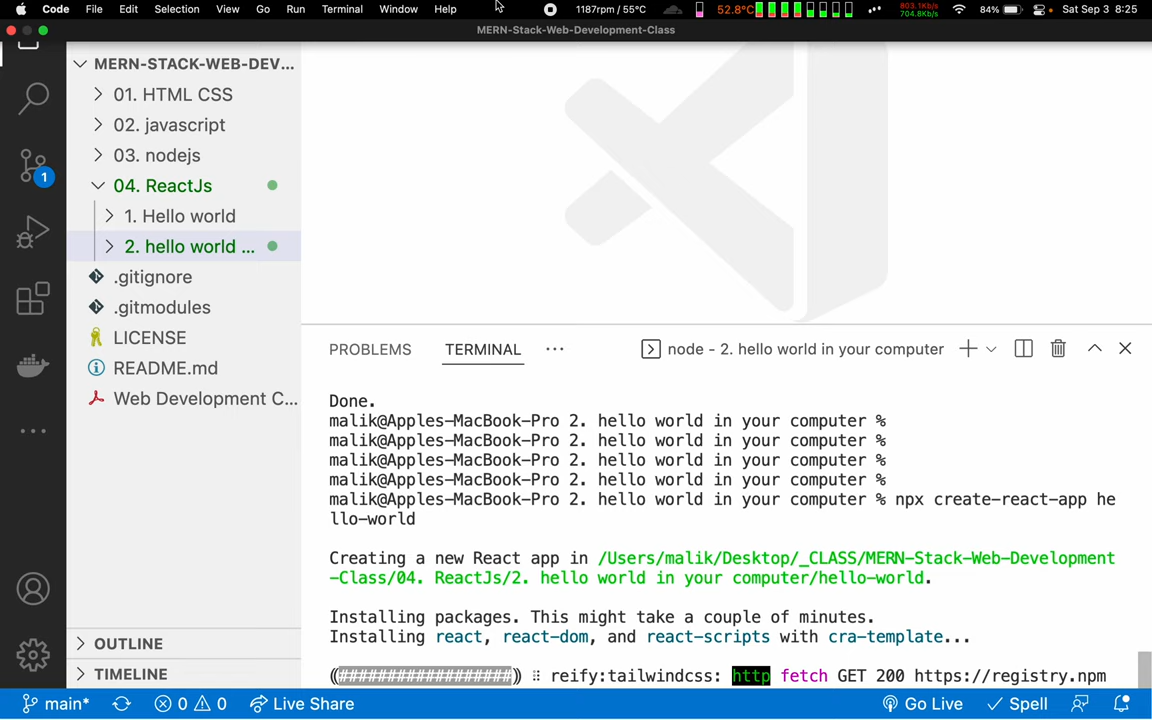 Code File Edit Selection View Go Run Terminal Window Help 1187rpm / 55°C 52.8°C 803.1Kb/s 704.8Kb/s 84% Sat Sep 3 8:25
MERN-Stack-Web-Development-Class
MERN-STACK-WEB-DEV...
01. HTML CSS
02. javascript
03. nodejs
04. ReactJs
1. Hello world
2. hello world ...
.gitignore
.gitmodules
LICENSE
README.md
Web Development C...
OUTLINE
TIMELINE
1
PROBLEMS TERMINAL ... node - 2. hello world in your computer
Done.
malik@Apples-MacBook-Pro 2. hello world in your computer %
malik@Apples-MacBook-Pro 2. hello world in your computer %
malik@Apples-MacBook-Pro 2. hello world in your computer %
malik@Apples-MacBook-Pro 2. hello world in your computer %
malik@Apples-MacBook-Pro 2. hello world in your computer % npx create-react-app he
llo-world
Creating a new React app in /Users/malik/Desktop/_CLASS/MERN-Stack-Web-Development
-Class/04. ReactJs/2. hello world in your computer/hello-world.
Installing packages. This might take a couple of minutes.
Installing react, react-dom, and react-scripts with cra-template...
(##################) ⠸ reify:tailwindcss: http fetch GET 200 https://registry.npm
main* 0 0 Live Share Go Live Spell